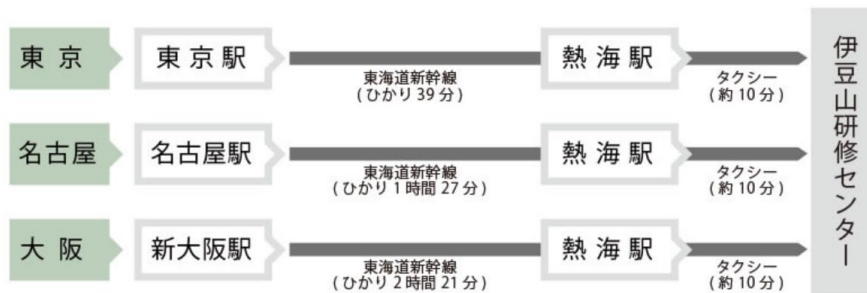 東京
東京駅
東海道新幹線
(ひかり 39 分)
熱海駅
タクシー
(約 10 分)
名古屋
名古屋駅
東海道新幹線
(ひかり 1 時間 27 分)
熱海駅
タクシー
(約 10 分)
大阪
新大阪駅
東海道新幹線
(ひかり 2 時間 21 分)
熱海駅
タクシー
(約 10 分)
伊豆山研修センター